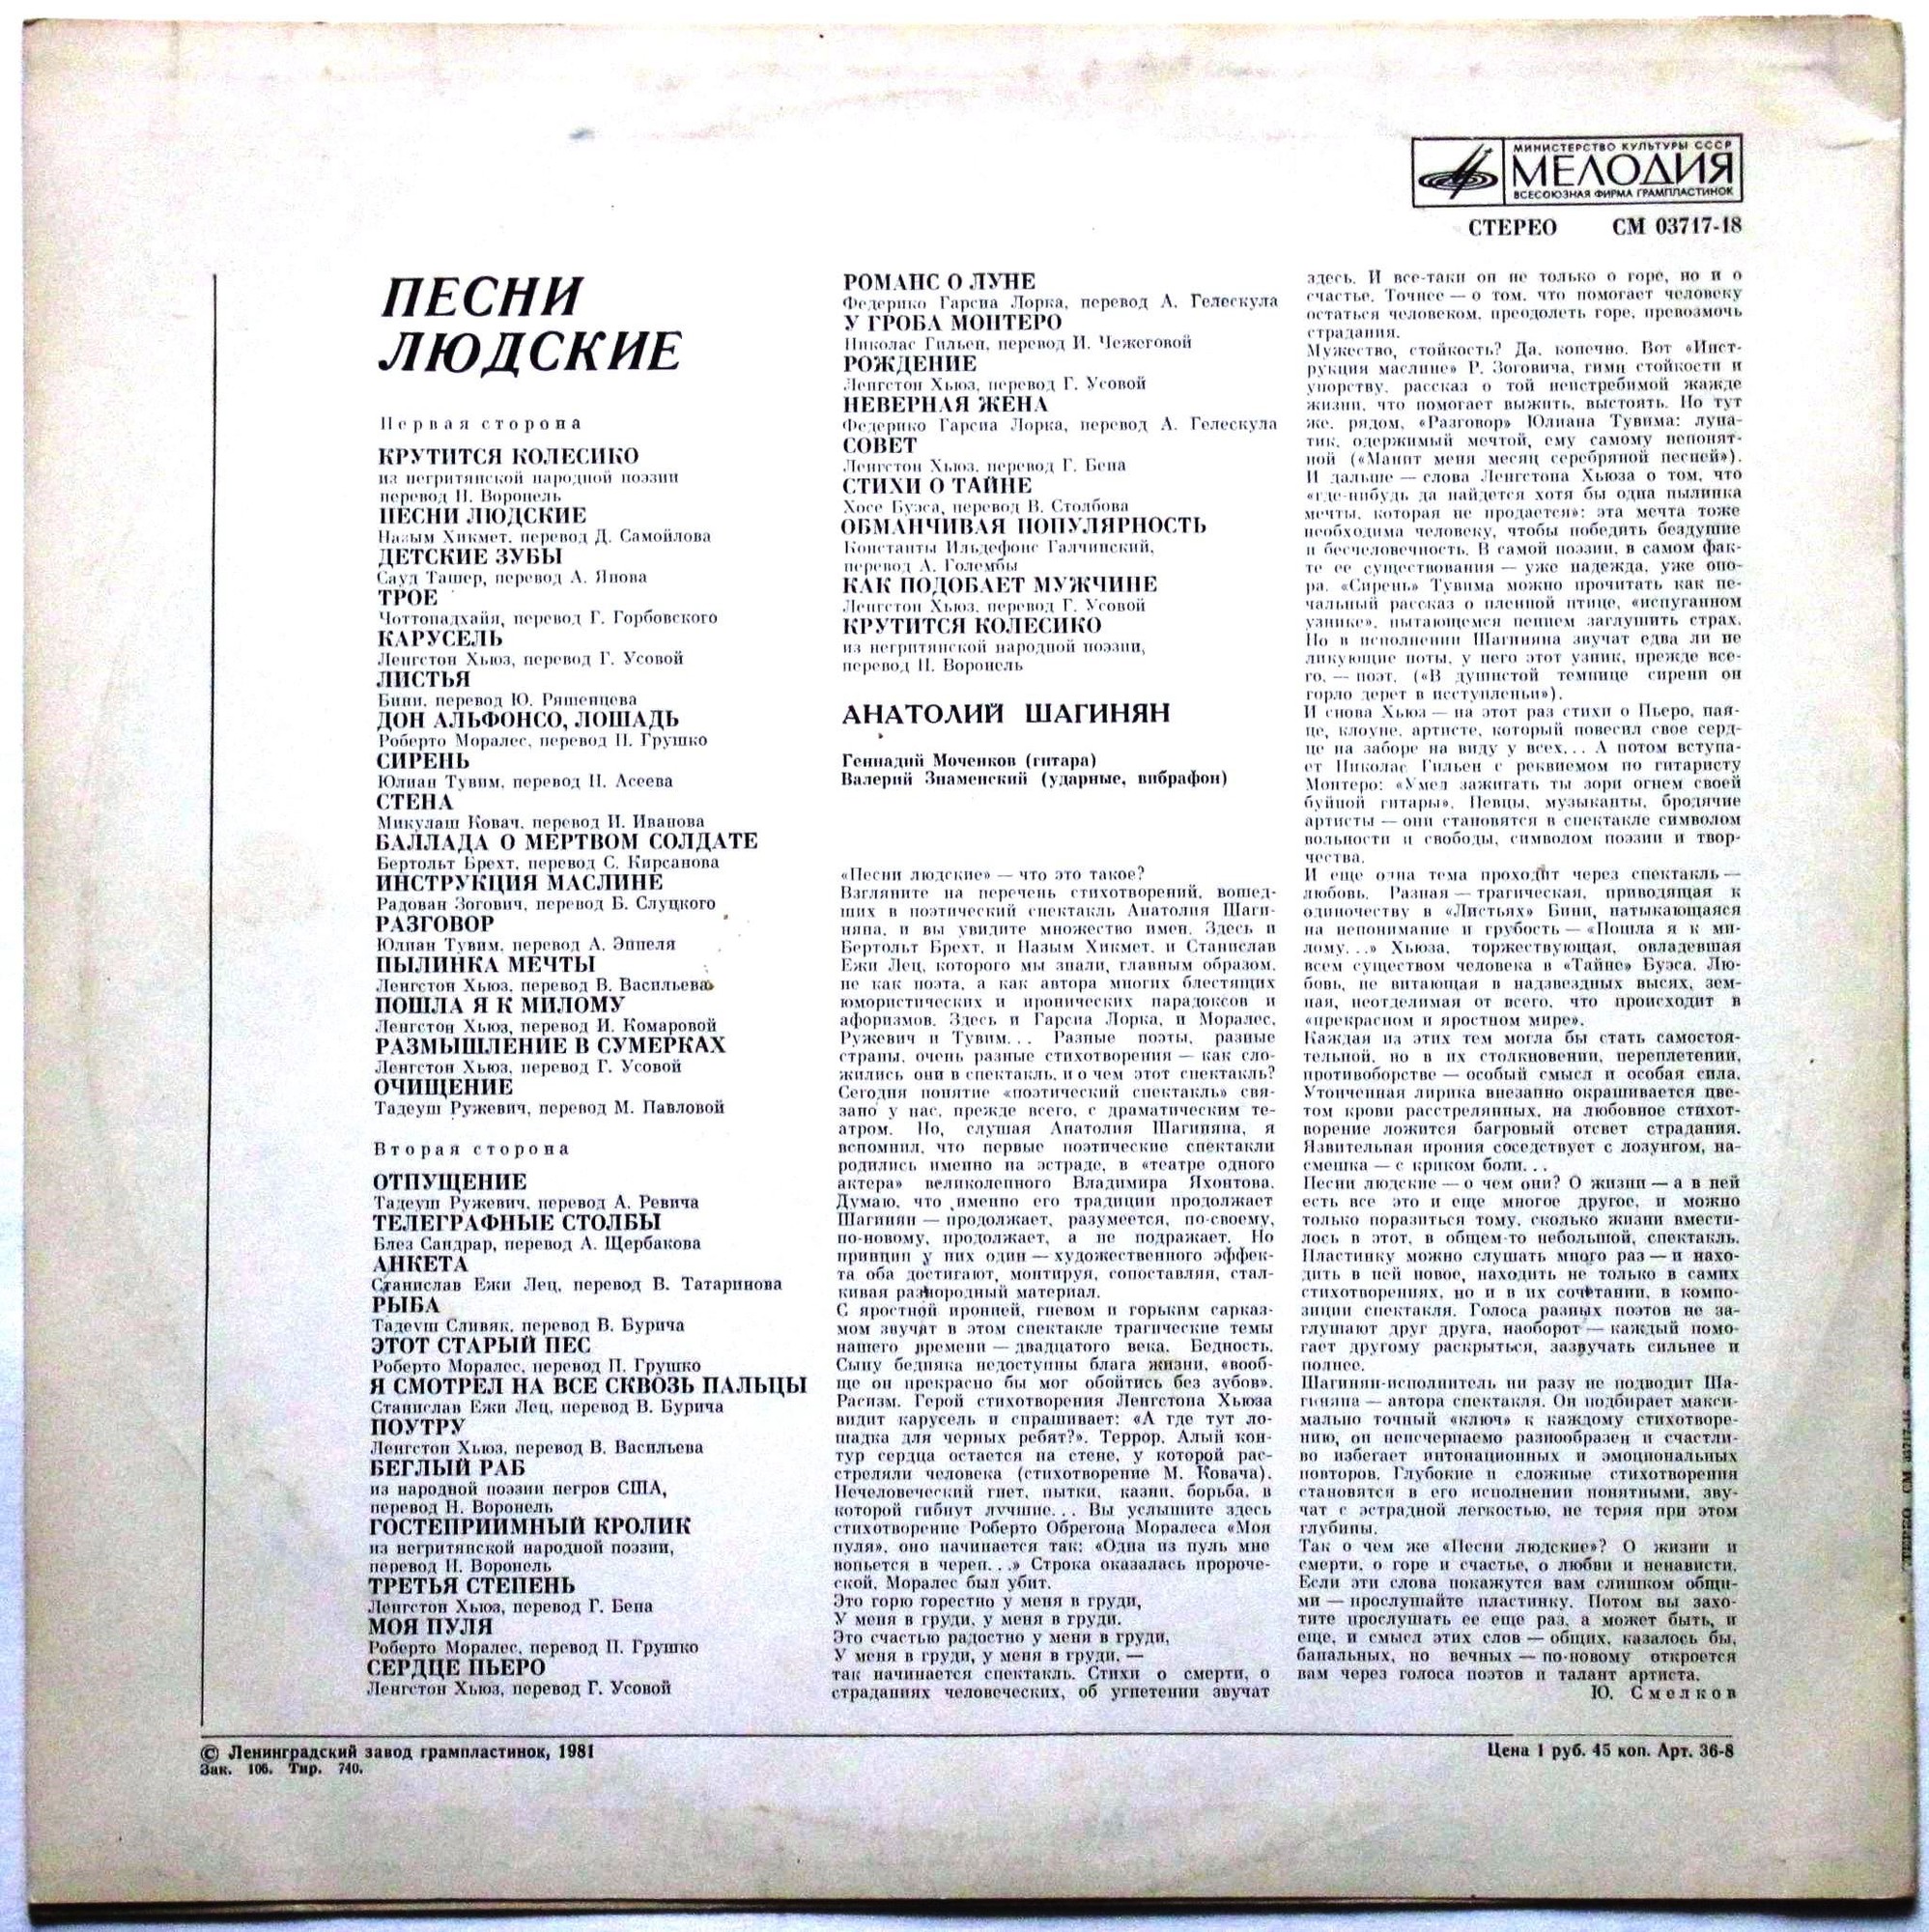 МИНИСТЕРСТВО КУЛЬТУРЫ СССР
МЕЛОДИЯ
ВСЕСОЮЗНАЯ ФИРМА ГРАМПЛАСТИНОК
СТЕРЕО СМ 03717-18
ПЕСНИ
ЛЮДСКИЕ
Первая сторона
КРУТИТСЯ КОЛЕСИКО
из негритянской народной поэзии
перевод Н. Воронель
ПЕСНИ ЛЮДСКИЕ
Назым Хикмет, перевод Д. Самойлова
ДЕТСКИЕ ЗУБЫ
Сауд Ташер, перевод А. Янова
ТРОЕ
Чоттопадхайя, перевод Г. Горбовского
КАРУСЕЛЬ
Ленгстон Хьюз, перевод Г. Усовой
ЛИСТЬЯ
Бини, перевод Ю. Ряшенцева
ДОН АЛЬФОНСО, ЛОШАДЬ
Роберто Моралес, перевод П. Грушко
СИРЕНЬ
Юлиан Тувим, перевод Н. Асеева
СТЕНА
Микулаш Ковач, перевод И. Иванова
БАЛЛАДА О МЕРТВОМ СОЛДАТЕ
Бертольт Брехт, перевод С. Кирсанова
ИНСТРУКЦИЯ МАСЛИНЕ
Радован Зогович, перевод Б. Слуцкого
РАЗГОВОР
Юлиан Тувим, перевод А. Эппеля
ПЫЛИНКА МЕЧТЫ
Ленгстон Хьюз, перевод В. Васильева
ПОШЛА Я К МИЛОМУ
Ленгстон Хьюз, перевод И. Комаровой
РАЗМЫШЛЕНИЕ В СУМЕРКАХ
Ленгстон Хьюз, перевод Г. Усовой
ОЧИЩЕНИЕ
Тадеуш Ружевич, перевод М. Павловой
Вторая сторона
ОТПУЩЕНИЕ
Тадеуш Ружевич, перевод А. Ревича
ТЕЛЕГРАФНЫЕ СТОЛБЫ
Блез Сандрар, перевод А. Щербакова
АНКЕТА
Станислав Ежи Лец, перевод В. Татаринова
РЫБА
Тадеуш Сливяк, перевод В. Бурича
ЭТОТ СТАРЫЙ ПЕС
Роберто Моралес, перевод П. Грушко
Я СМОТРЕЛ НА ВСЕ СКВОЗЬ ПАЛЬЦЫ
Станислав Ежи Лец, перевод В. Бурича
ПОУТРУ
Ленгстон Хьюз, перевод В. Васильева
БЕГЛЫЙ РАБ
из народной поэзии негров США,
перевод Н. Воронель
ГОСТЕПРИИМНЫЙ КРОЛИК
из негритянской народной поэзии,
перевод Н. Воронель
ТРЕТЬЯ СТЕПЕНЬ
Ленгстон Хьюз, перевод Г. Бена
МОЯ ПУЛЯ
Роберто Моралес, перевод П. Грушко
СЕРДЦЕ ПЬЕРО
Ленгстон Хьюз, перевод Г. Усовой
РОМАНС О ЛУНЕ
Федерико Гарсиа Лорка, перевод А. Гелескула
У ГРОБА МОНТЕРО
Николас Гильен, перевод И. Чежеговой
РОЖДЕНИЕ
Ленгстон Хьюз, перевод Г. Усовой
НЕВЕРНАЯ ЖЕНА
Федерико Гарсиа Лорка, перевод А. Гелескула
СОВЕТ
Ленгстон Хьюз, перевод Г. Бена
СТИХИ О ТАЙНЕ
Хосе Буэса, перевод В. Столбова
ОБМАНЧИВАЯ ПОПУЛЯРНОСТЬ
Константы Ильдефонс Галчинский,
перевод А. Голембы
КАК ПОДОБАЕТ МУЖЧИНЕ
Ленгстон Хьюз, перевод Г. Усовой
КРУТИТСЯ КОЛЕСИКО
из негритянской народной поэзии,
перевод Н. Воронель
АНАТОЛИЙ ШАГИНЯН
Геннадий Моченков (гитара)
Валерий Знаменский (ударные, вибрафон)
«Песни людские» — что это такое?
Взгляните на перечень стихотворений, вошед-
ших в поэтический спектакль Анатолия Шаги-
няна, и вы увидите множество имен. Здесь и
Бертольт Брехт, и Назым Хикмет, и Станислав
Ежи Лец, которого мы знали, главным образом,
не как поэта, а как автора многих блестящих
юмористических и иронических парадоксов и
афоризмов. Здесь и Гарсиа Лорка, и Моралес,
Ружевич и Тувим... Разные поэты, разные
страны, очень разные стихотворения — как сло-
жились они в спектакль, и о чем этот спектакль?
Сегодня понятие «поэтический спектакль» свя-
зано у нас, прежде всего, с драматическим те-
атром. Но, слушая Анатолия Шагиняна, я
вспомнил, что первые поэтические спектакли
родились именно на эстраде, в «театре одного
актера» великолепного Владимира Яхонтова.
Думаю, что именно его традиции продолжает
Шагинян — продолжает, разумеется, по-своему,
по-новому, продолжает, а не подражает. Но
принцип у них один — художественного эффек-
та оба достигают, монтируя, сопоставляя, стал-
кивая разнородный материал.
С яростной иронией, гневом и горьким сарказ-
мом звучат в этом спектакле трагические темы
нашего времени — двадцатого века. Бедность.
Сыну бедняка недоступны блага жизни, «вооб-
ще он прекрасно бы мог обойтись без зубов».
Расизм. Герой стихотворения Ленгстона Хьюза
видит карусель и спрашивает: «А где тут ло-
шадка для черных ребят?». Террор. Алый кон-
тур сердца остается на стене, у которой рас-
стреляли человека (стихотворение М. Ковача).
Нечеловеческий гнет, пытки, казни, борьба, в
которой гибнут лучшие... Вы услышите здесь
стихотворение Роберто Обрегона Моралеса «Моя
пуля», оно начинается так: «Одна из пуль мне
вопьется в череп...» Строка оказалась пророче-
ской, Моралес был убит.
Это горю горестно у меня в груди,
У меня в груди, у меня в груди.
Это счастью радостно у меня в груди,
У меня в груди, у меня в груди, —
так начинается спектакль. Стихи о смерти, о
страданиях человеческих, об угнетении звучат
здесь. И все-таки он не только о горе, но и о
счастье. Точнее — о том, что помогает человеку
остаться человеком, преодолеть горе, превозмочь
страдания.
Мужество, стойкость? Да, конечно. Вот «Инст-
рукция маслине» Р. Зоговича, гимн стойкости и
упорству, рассказ о той неистребимой жажде
жизни, что помогает выжить, выстоять. Но тут
же, рядом, «Разговор» Юлиана Тувима: луна-
тик, одержимый мечтой, ему самому непонят-
ной («Манит меня месяц серебряной песней»).
И дальше — слова Ленгстона Хьюза о том, что
«где-нибудь да найдется хотя бы одна пылинка
мечты, которая не продается»: эта мечта тоже
необходима человеку, чтобы победить бездушие
и бесчеловечность. В самой поэзии, в самом фак-
те ее существования — уже надежда, уже опо-
ра. «Сирень» Тувима можно прочитать как пе-
чальный рассказ о пленной птице, «испуганном
узнике», пытающемся пением заглушить страх.
Но в исполнении Шагиняна звучат едва ли не
ликующие ноты, у него этот узник, прежде все-
го, — поэт. («В душистой темнице сирени он
горло дерет в исступленьи»).
И снова Хьюз — на этот раз стихи о Пьеро, пая-
це, клоуне, артисте, который повесил свое серд-
це на заборе на виду у всех... А потом вступа-
ет Николас Гильен с реквиемом по гитаристу
Монтеро: «Умел зажигать ты зори огнем своей
буйной гитары». Певцы, музыканты, бродячие
артисты — они становятся в спектакле символом
вольности и свободы, символом поэзии и твор-
чества.
И еще одна тема проходит через спектакль —
любовь. Разная — трагическая, приводящая к
одиночеству в «Листьях» Бини, натыкающаяся
на непонимание и грубость — «Пошла я к ми-
лому...» Хьюза, торжествующая, овладевшая
всем существом человека в «Тайне» Буэса. Лю-
бовь, не витающая в надзвездных высях, зем-
ная, неотделимая от всего, что происходит в
«прекрасном и яростном мире».
Каждая из этих тем могла бы стать самостоя-
тельной, но в их столкновении, переплетении,
противоборстве — особый смысл и особая сила.
Утонченная лирика внезапно окрашивается цве-
том крови расстрелянных, на любовное стихот-
ворение ложится багровый отсвет страдания.
Язвительная ирония соседствует с лозунгом, на-
смешка — с криком боли...
Песни людские — о чем они? О жизни — а в ней
есть все это и еще многое другое, и можно
только поразиться тому, сколько жизни вмести-
лось в этот, в общем-то небольшой, спектакль.
Пластинку можно слушать много раз — и нахо-
дить в ней новое, находить не только в самих
стихотворениях, но и в их сочетании, в компо-
зиции спектакля. Голоса разных поэтов не за-
глушают друг друга, наоборот — каждый помо-
гает другому раскрыться, зазвучать сильнее и
полнее.
Шагинян-исполнитель ни разу не подводит Ша-
гиняна — автора спектакля. Он подбирает макси-
мально точный «ключ» к каждому стихотворе-
нию, он неисчерпаемо разнообразен и счастли-
во избегает интонационных и эмоциональных
повторов. Глубокие и сложные стихотворения
становятся в его исполнении понятными, зву-
чат с эстрадной легкостью, не теряя при этом
глубины.
Так о чем же «Песни людские»? О жизни и
смерти, о горе и счастье, о любви и ненависти.
Если эти слова покажутся вам слишком общи-
ми — прослушайте пластинку. Потом вы захо-
тите прослушать ее еще раз, а может быть, и
еще, и смысл этих слов — общих, казалось бы,
банальных, но вечных — по-новому откроется
вам через голоса поэтов и талант артиста.
Ю. Смелков
© Ленинградский завод грампластинок, 1981
Зак. 106. Тир. 740.
Цена 1 руб. 45 коп. Арт. 36-8